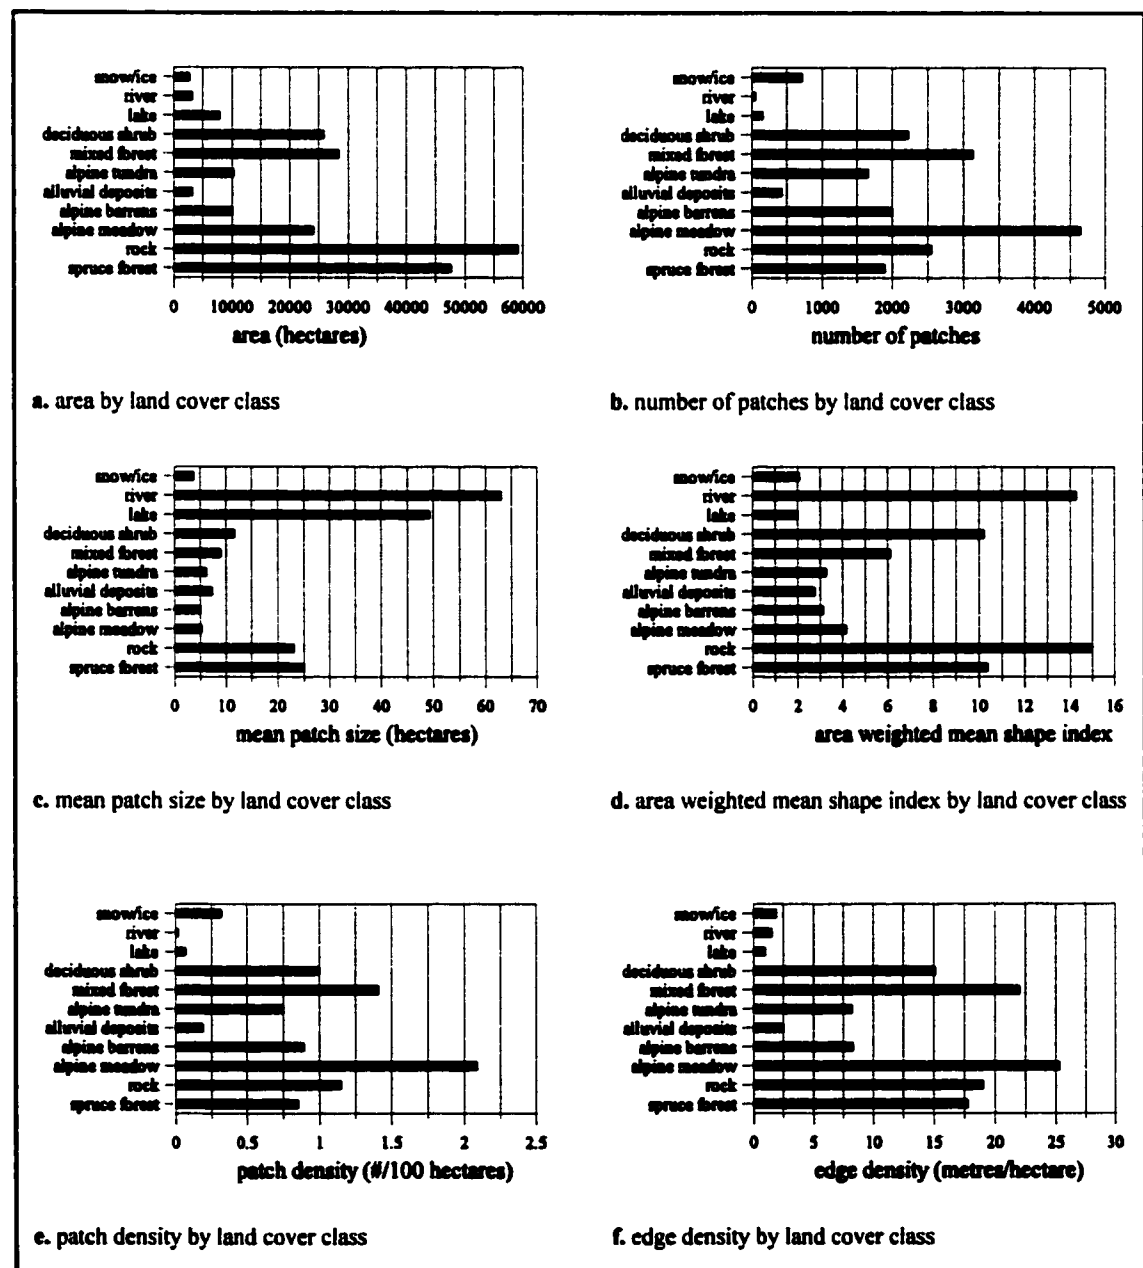 snow/ice
river
lake
deciduous shrub
mixed forest
alpine tundra
alluvial deposits
alpine barrens
alpine meadow
rock
spruce forest
0 10000 20000 30000 40000 50000 60000
area (hectares)
a. area by land cover class
snow/ice
river
lake
deciduous shrub
mixed forest
alpine tundra
alluvial deposits
alpine barrens
alpine meadow
rock
spruce forest
0 1000 2000 3000 4000 5000
number of patches
b. number of patches by land cover class
snow/ice
river
lake
deciduous shrub
mixed forest
alpine tundra
alluvial deposits
alpine barrens
alpine meadow
rock
spruce forest
0 10 20 30 40 50 60 70
mean patch size (hectares)
c. mean patch size by land cover class
snow/ice
river
lake
deciduous shrub
mixed forest
alpine tundra
alluvial deposits
alpine barrens
alpine meadow
rock
spruce forest
0 2 4 6 8 10 12 14 16
area weighted mean shape index
d. area weighted mean shape index by land cover class
snow/ice
river
lake
deciduous shrub
mixed forest
alpine tundra
alluvial deposits
alpine barrens
alpine meadow
rock
spruce forest
0 0.5 1 1.5 2 2.5
patch density (#/100 hectares)
e. patch density by land cover class
snow/ice
river
lake
deciduous shrub
mixed forest
alpine tundra
alluvial deposits
alpine barrens
alpine meadow
rock
spruce forest
0 5 10 15 20 25 30
edge density (metres/hectare)
f. edge density by land cover class